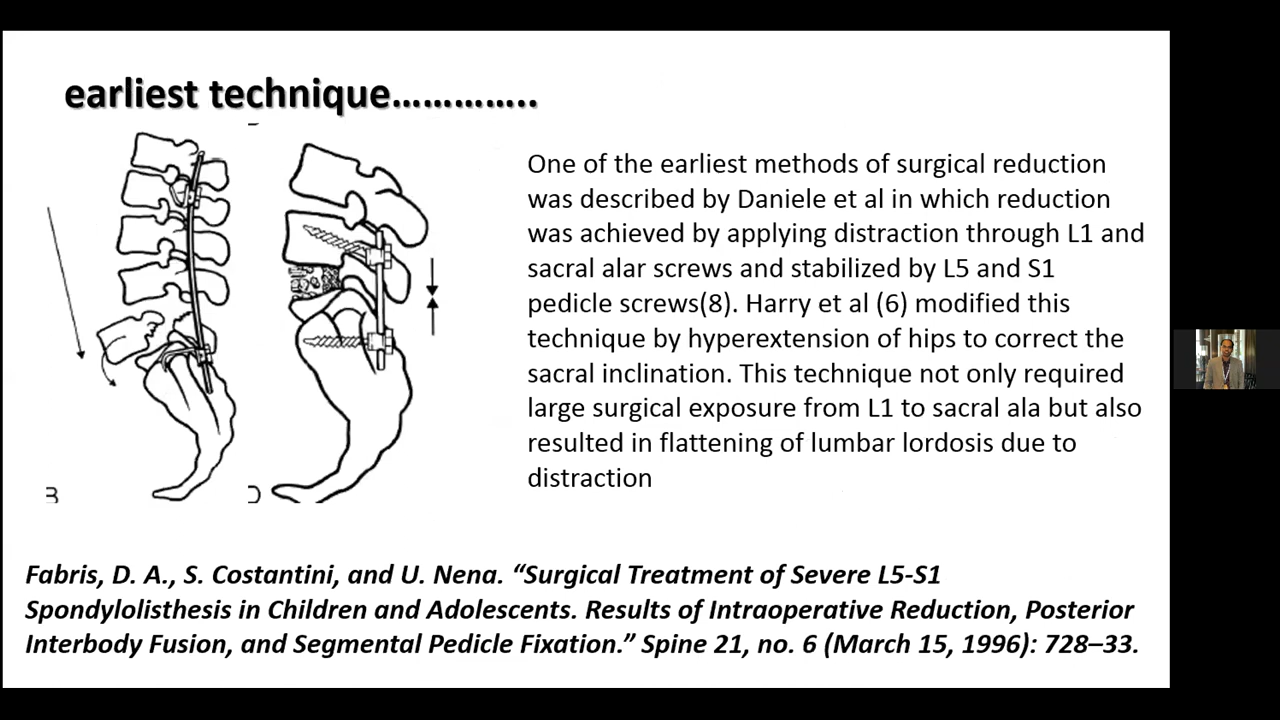 earliest technique…………..
One of the earliest methods of surgical reduction
was described by Daniele et al in which reduction
was achieved by applying distraction through L1 and
sacral alar screws and stabilized by L5 and S1
pedicle screws(8). Harry et al (6) modified this
technique by hyperextension of hips to correct the
sacral inclination. This technique not only required
large surgical exposure from L1 to sacral ala but also
resulted in flattening of lumbar lordosis due to
distraction
Fabris, D. A., S. Costantini, and U. Nena. “Surgical Treatment of Severe L5-S1
Spondylolisthesis in Children and Adolescents. Results of Intraoperative Reduction, Posterior
Interbody Fusion, and Segmental Pedicle Fixation.” Spine 21, no. 6 (March 15, 1996): 728–33.